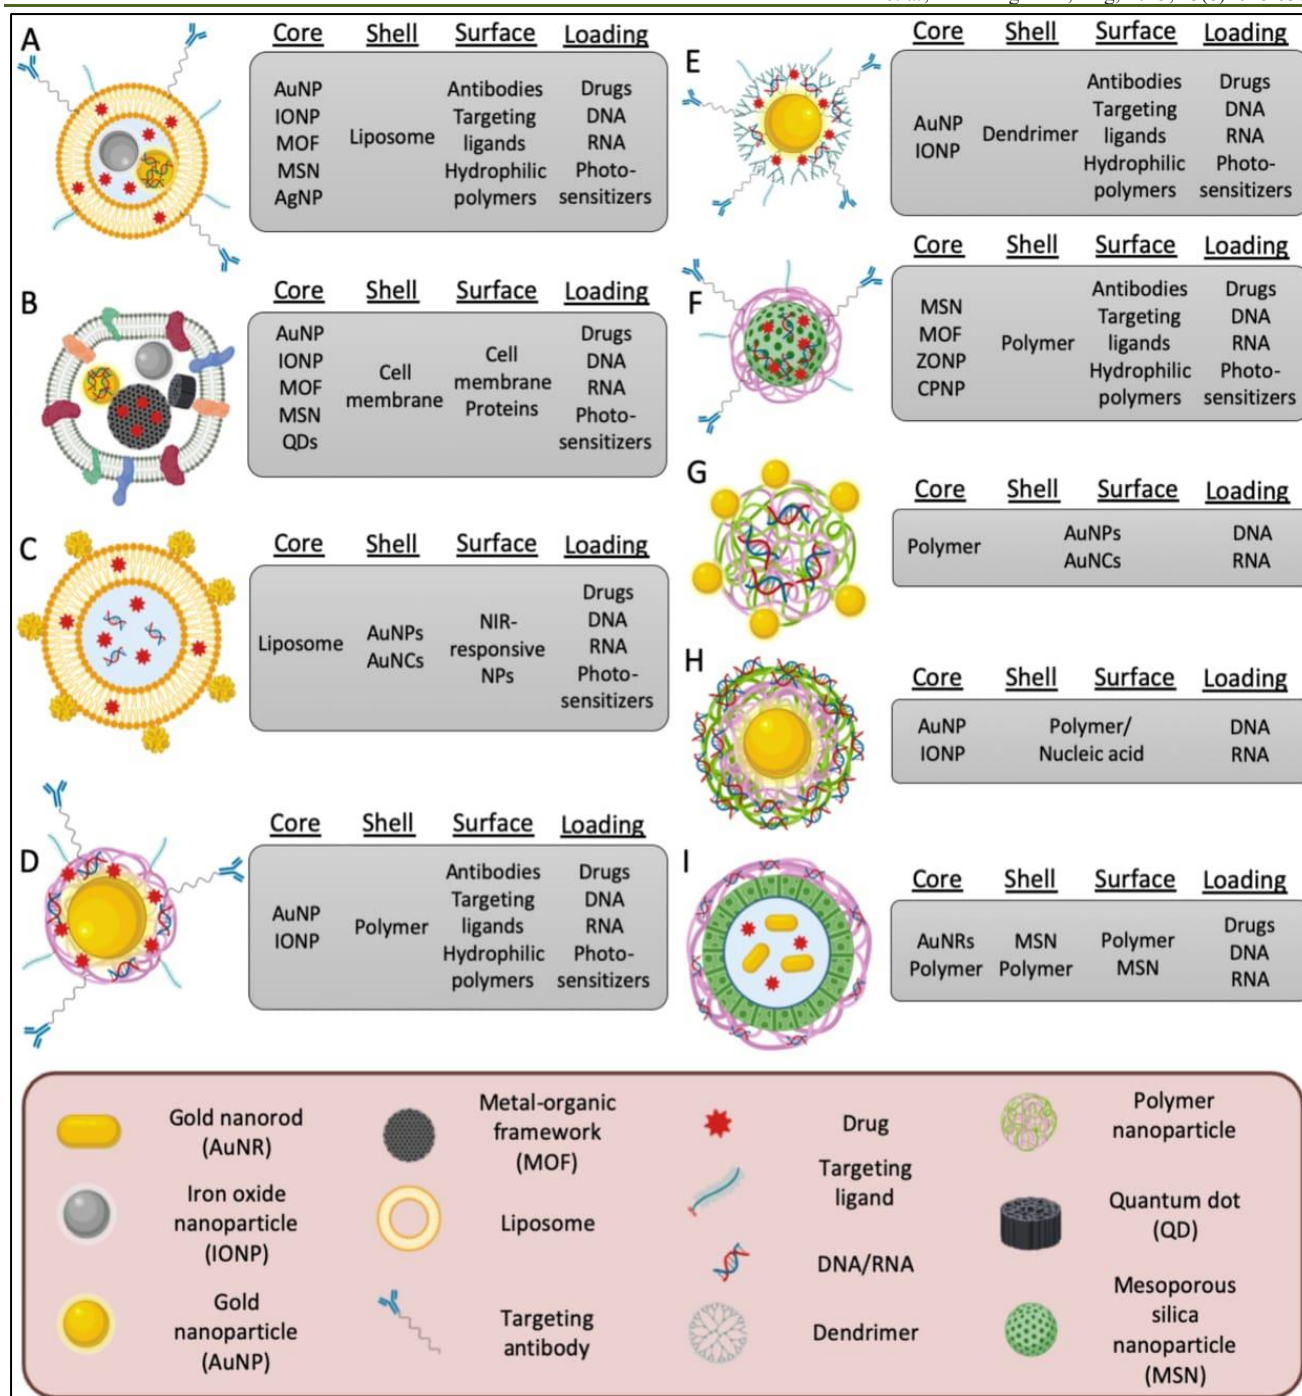 A
Core Shell Surface Loading
AuNP
IONP
MOF
MSN
AgNP
Liposome
Antibodies
Targeting
ligands
Hydrophilic
polymers
Drugs
DNA
RNA
Photo-
sensitizers
B
Core Shell Surface Loading
AuNP
IONP
MOF
MSN
QDs
Cell
membrane
Cell
membrane
Proteins
Drugs
DNA
RNA
Photo-
sensitizers
C
Core Shell Surface Loading
Liposome
AuNPs
AuNCs
NIR-
responsive
NPs
Drugs
DNA
RNA
Photo-
sensitizers
D
Core Shell Surface Loading
AuNP
IONP
Polymer
Antibodies
Targeting
ligands
Hydrophilic
polymers
Drugs
DNA
RNA
Photo-
sensitizers
E
Core Shell Surface Loading
AuNP
IONP
Dendrimer
Antibodies
Targeting
ligands
Hydrophilic
polymers
Drugs
DNA
RNA
Photo-
sensitizers
F
Core Shell Surface Loading
MSN
MOF
ZONP
CPNP
Polymer
Antibodies
Targeting
ligands
Hydrophilic
polymers
Drugs
DNA
RNA
Photo-
sensitizers
G
Core Shell Surface Loading
Polymer
AuNPs
AuNCs
DNA
RNA
H
Core Shell Surface Loading
AuNP
IONP
Polymer/
Nucleic acid
DNA
RNA
I
Core Shell Surface Loading
AuNRs
Polymer
MSN
Polymer
Polymer
MSN
Drugs
DNA
RNA
Gold nanorod
(AuNR)
Iron oxide
nanoparticle
(IONP)
Gold
nanoparticle
(AuNP)
Metal-organic
framework
(MOF)
Liposome
Targeting
antibody
Drug
Targeting
ligand
DNA/RNA
Dendrimer
Polymer
nanoparticle
Quantum dot
(QD)
Mesoporous
silica
nanoparticle
(MSN)